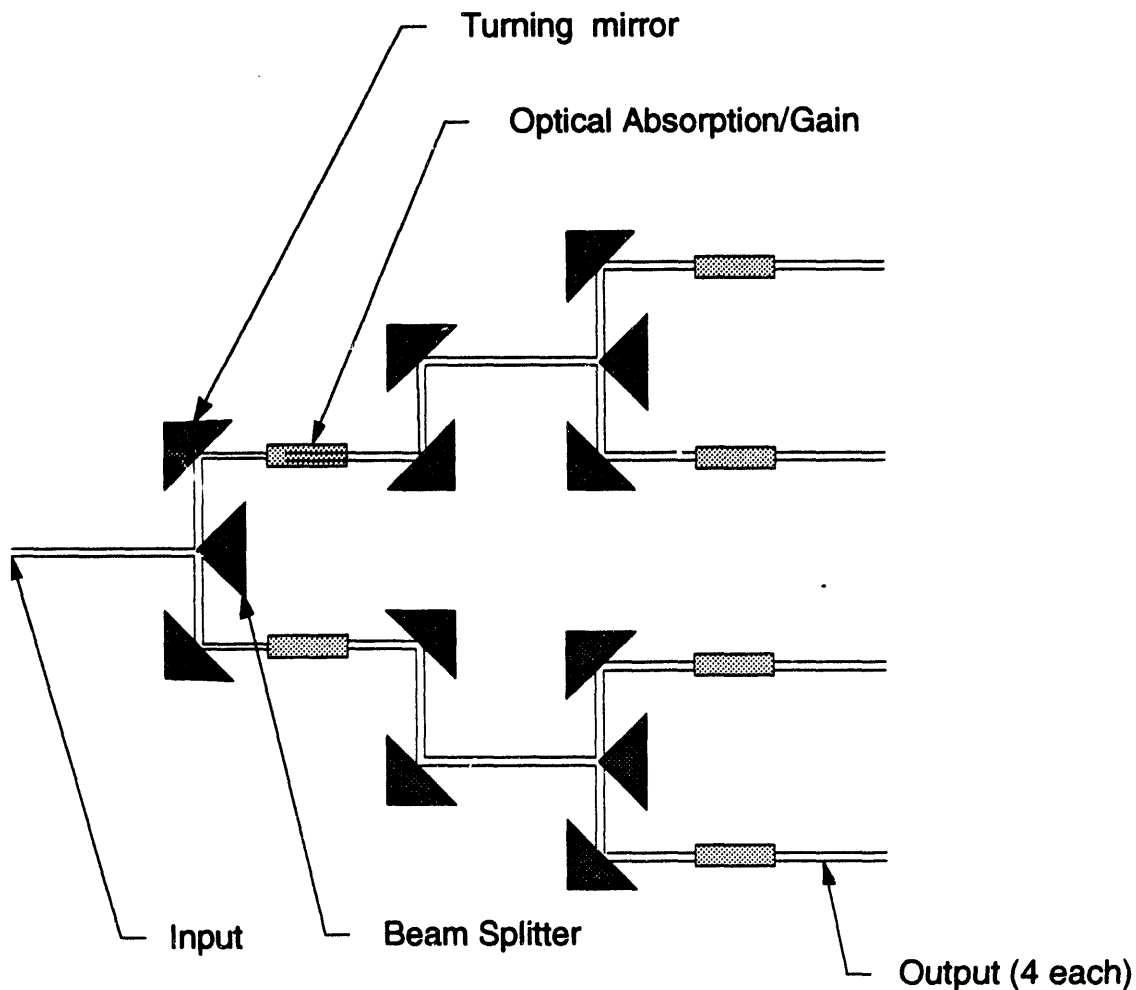 Turning mirror
Optical Absorption/Gain
Input
Beam Splitter
Output (4 each)